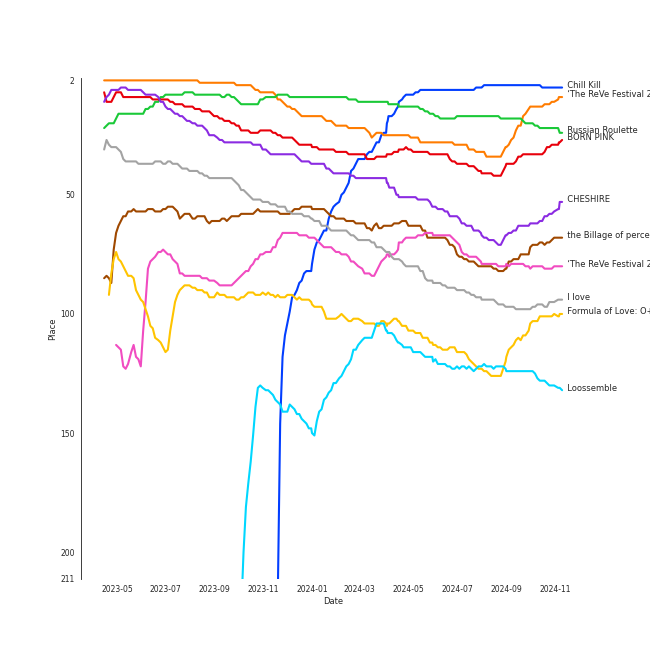 2
Chill Kill
'The ReVe Festival 2
Russian Roulette
BORN PINK
50
CHESHIRE
the Billage of perce
'The ReVe Festival 2
I love
100
Formula of Love: O+
Place
Loossemble
150
200
211
2023-05 2023-07 2023-09 2023-11 2024-01 2024-03 2024-05 2024-07 2024-09 2024-11
Date